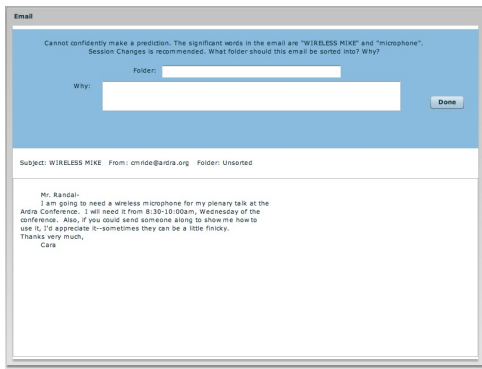 Email
Cannot confidently make a prediction. The significant words in the email are "WIRELESS MIKE" and "microphone".
Session Changes is recommended. What folder should this email be sorted into? Why?
Folder:
Why:
Done
Subject: WIRELESS MIKE From: cmride@ardra.org Folder: Unsorted
Mr. Randal-
I am going to need a wireless microphone for my plenary talk at the
Ardra Conference. I will need it from 8:30-10:00am, Wednesday of the
conference. Also, if you could send someone along to show me how to
use it, I'd appreciate it--sometimes they can be a little finicky.
Thanks very much,
Cara